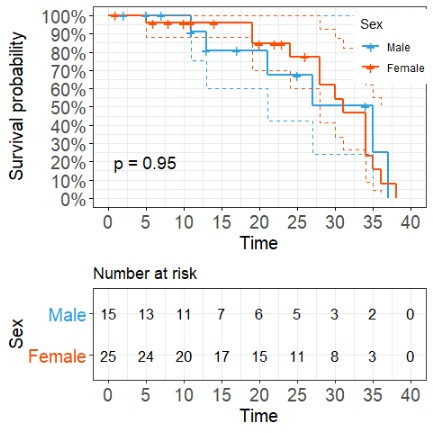 Survival probability
100%
90%
80%
70%
60%
50%
40%
30%
20%
10%
0%
p = 0.95
Sex
Male
Female
0 5 10 15 20 25 30 35 40
Time
Number at risk
Sex
Male 15 13 11 7 6 5 3 2 0
Female 25 24 20 17 15 11 8 3 0
0 5 10 15 20 25 30 35 40
Time